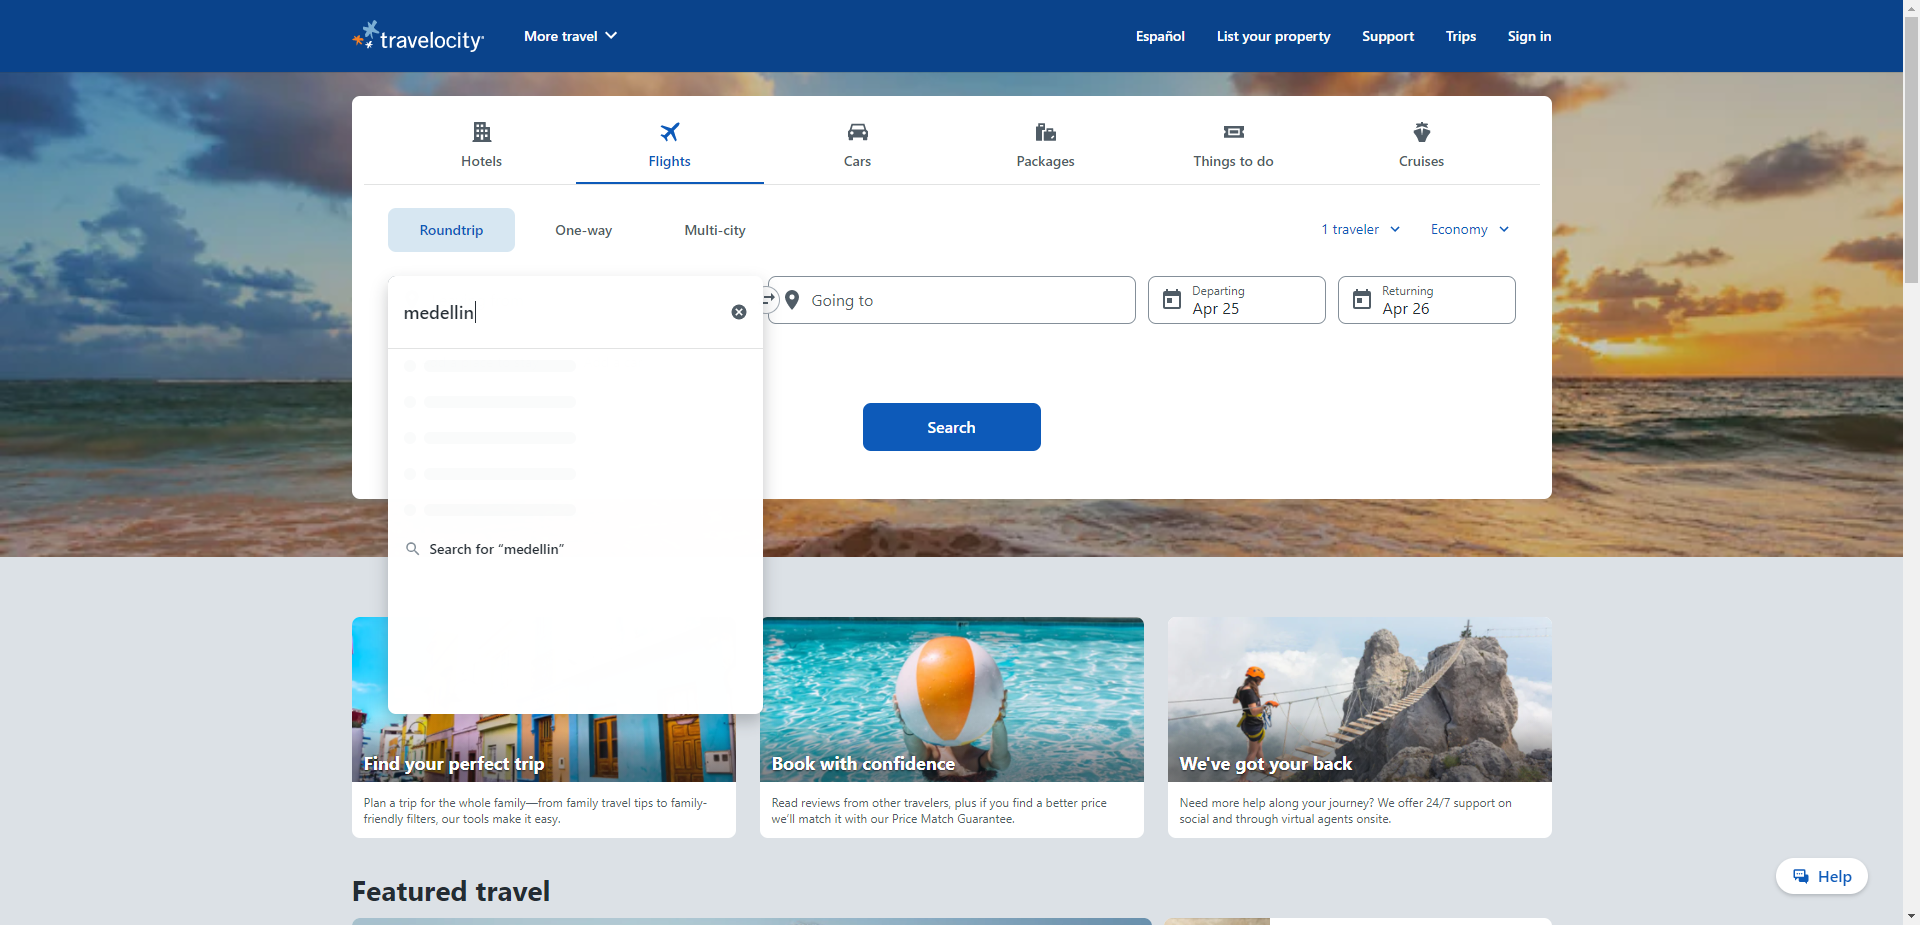 travelocity
More travel
Español
List your property
Support
Trips
Sign in
Hotels
Flights
Cars
Packages
Things to do
Cruises
Roundtrip
One-way
Multi-city
1 traveler
Economy
medellin
Going to
Departing
Apr 25
Returning
Apr 26
Search
Search for “medellin”
Find your perfect trip
Plan a trip for the whole family—from family travel tips to family-
friendly filters, our tools make it easy.
Book with confidence
Read reviews from other travelers, plus if you find a better price
we’ll match it with our Price Match Guarantee.
We've got your back
Need more help along your journey? We offer 24/7 support on
social and through virtual agents onsite.
Help
Featured travel